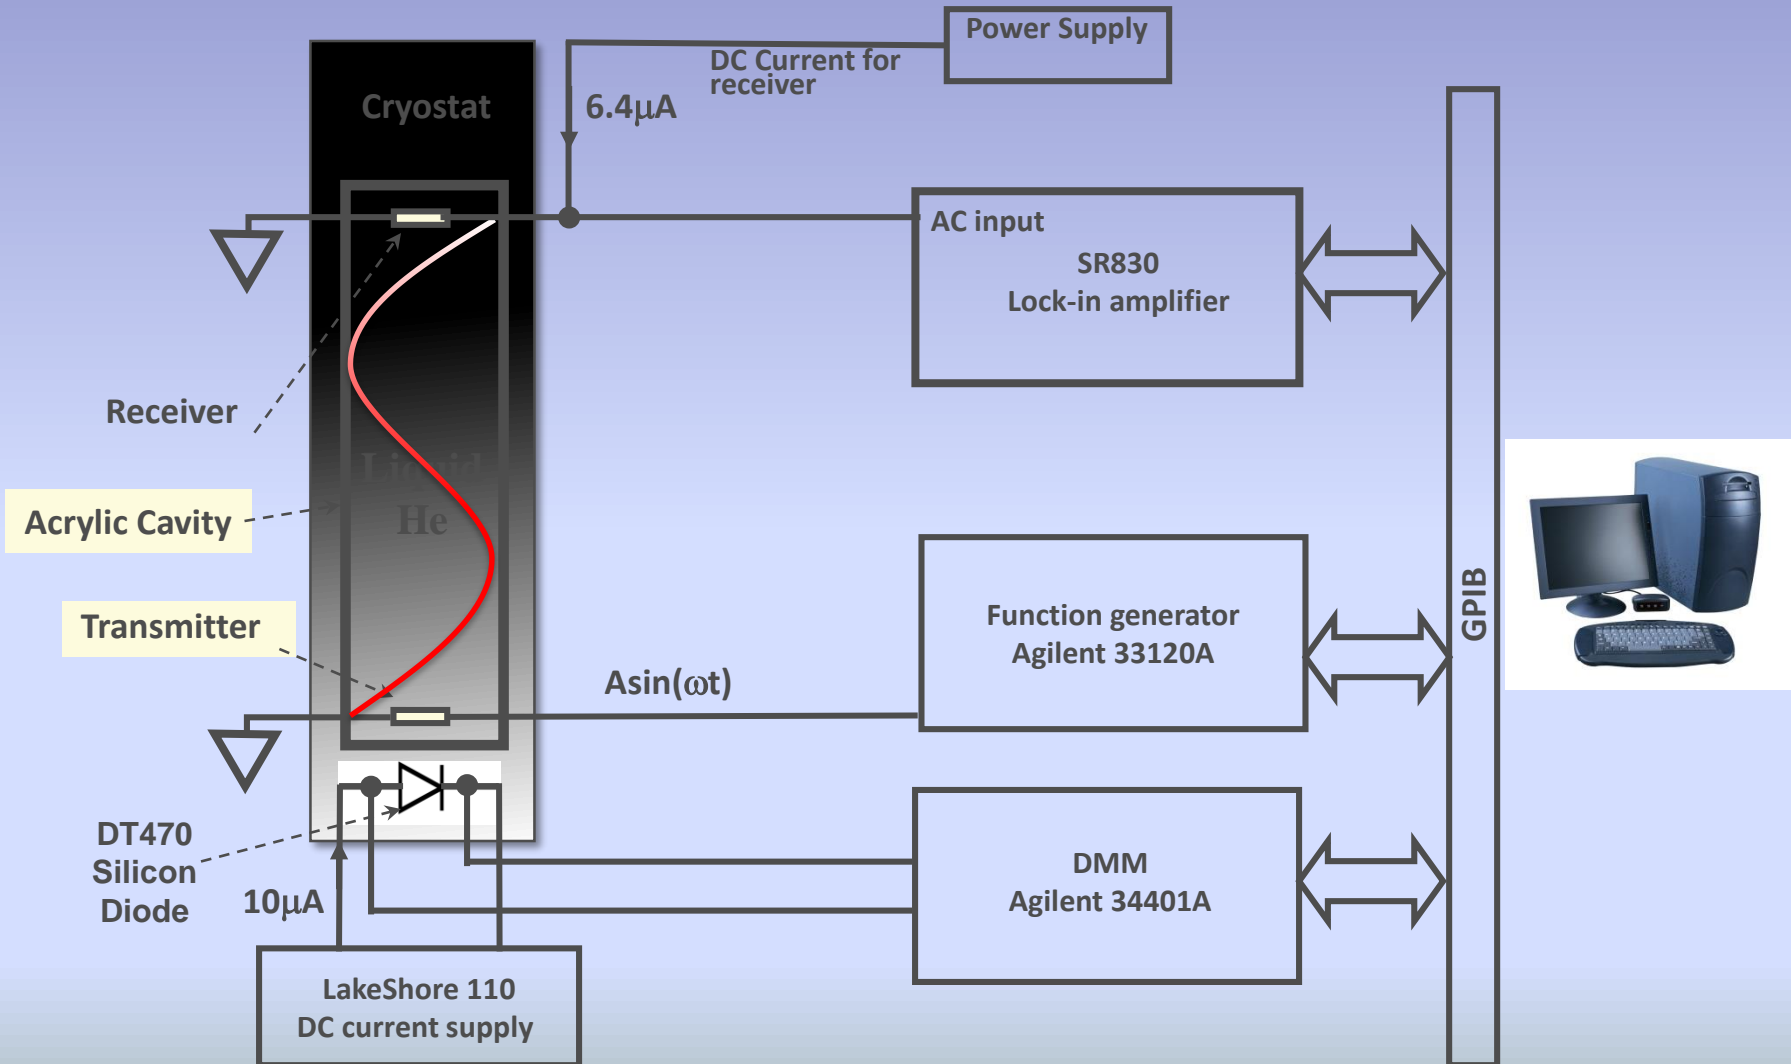 Power Supply
DC Current for
receiver
Cryostat
6.4μA
AC input
SR830
Lock-in amplifier
Receiver
Liquid
He
Acrylic Cavity
Transmitter
Function generator
Agilent 33120A
GPIB
Asin(ωt)
DT470
Silicon
Diode
10μA
DMM
Agilent 34401A
LakeShore 110
DC current supply